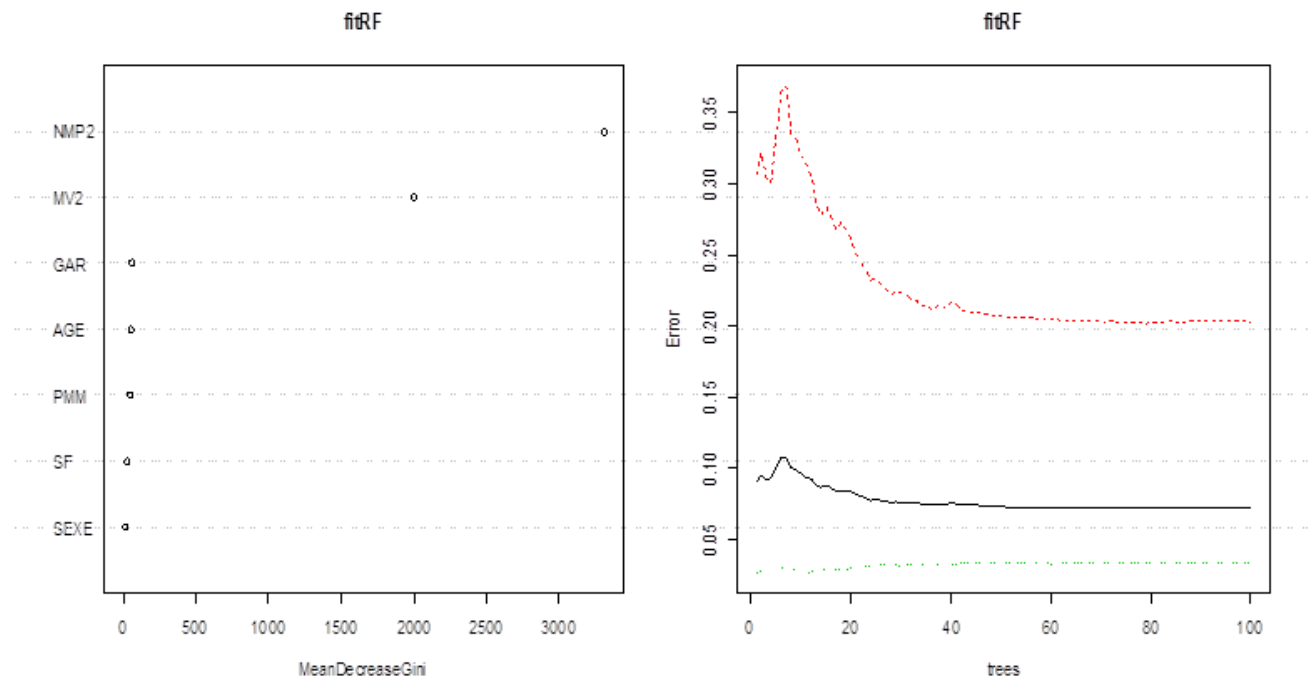 fitRF
NMP2
MV2
GAR
AGE
PMM
SF
SEXE
0 500 1000 1500 2000 2500 3000
MeanDecreaseGini
fitRF
Error
0.35
0.30
0.25
0.20
0.15
0.10
0.05
0 20 40 60 80 100
trees